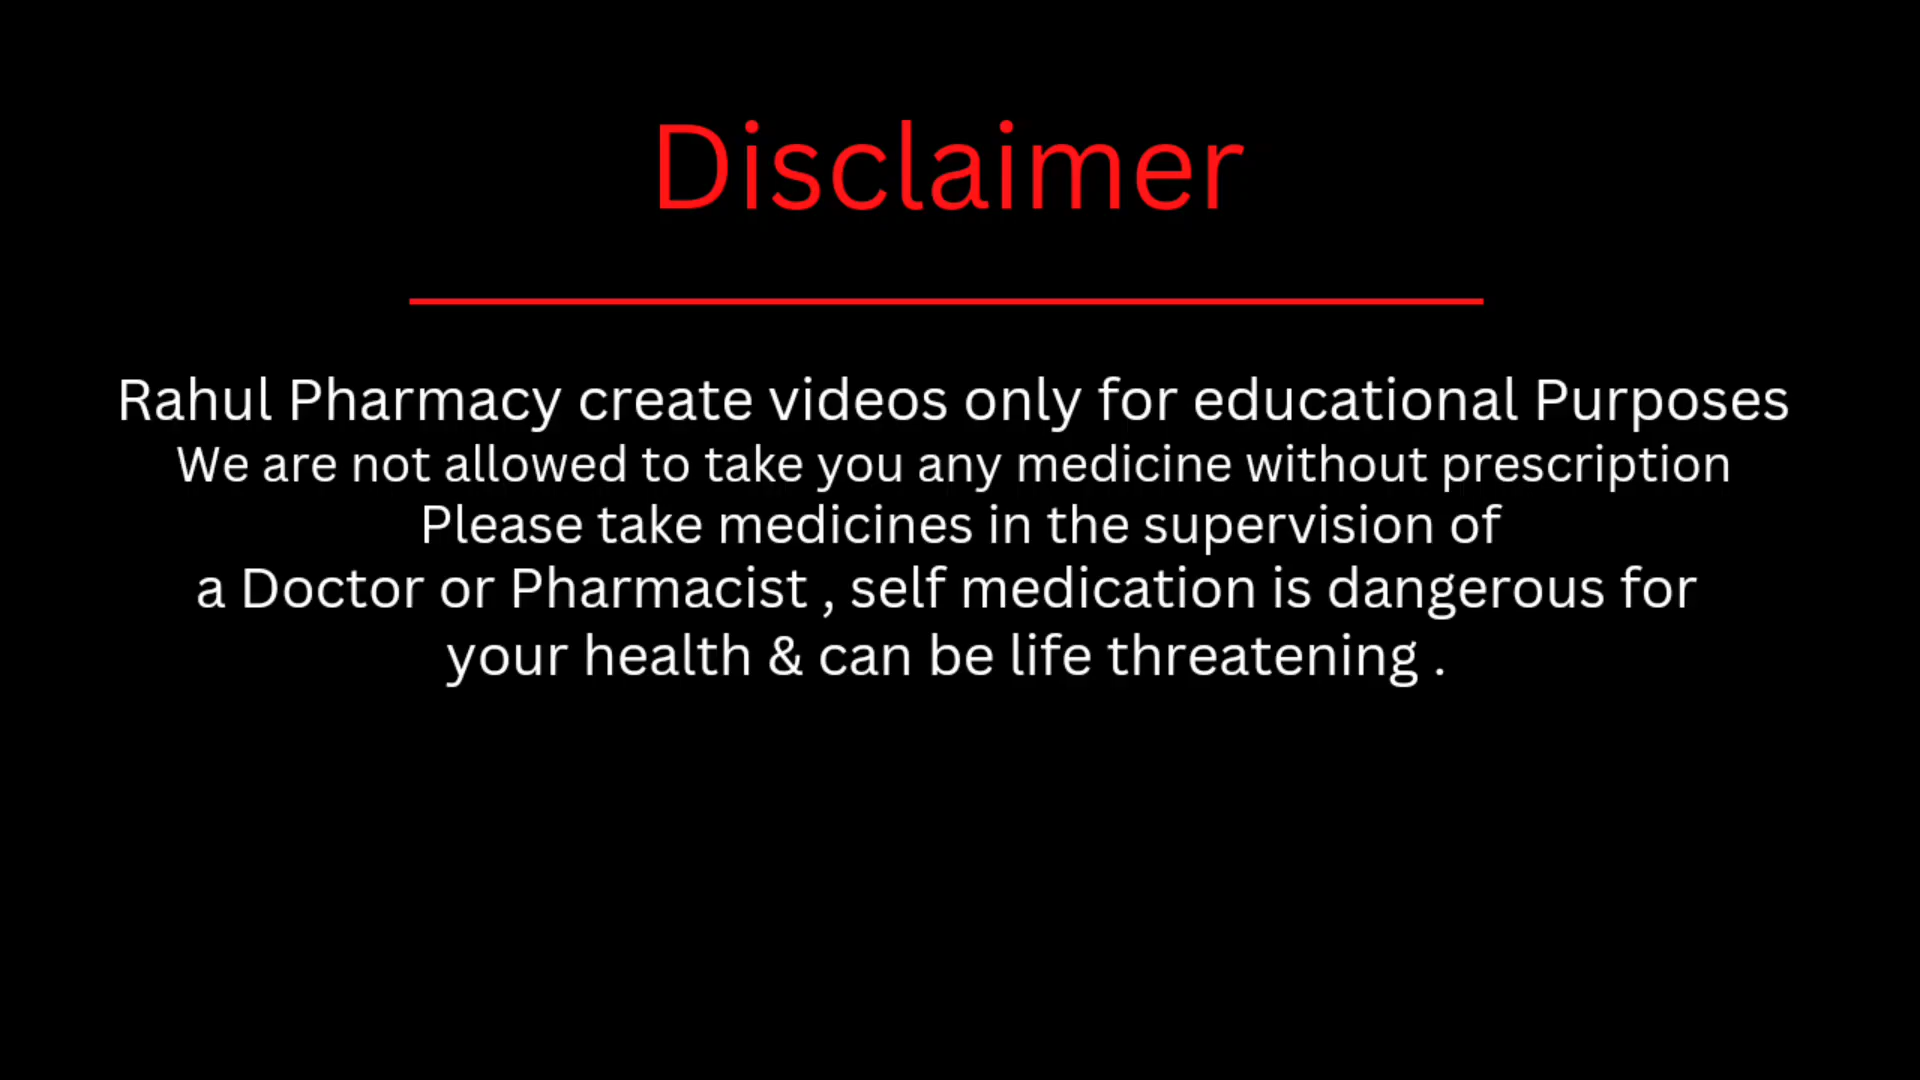 Disclaimer
Rahul Pharmacy create videos only for educational Purposes
We are not allowed to take you any medicine without prescription
Please take medicines in the supervision of
a Doctor or Pharmacist , self medication is dangerous for
your health & can be life threatening .